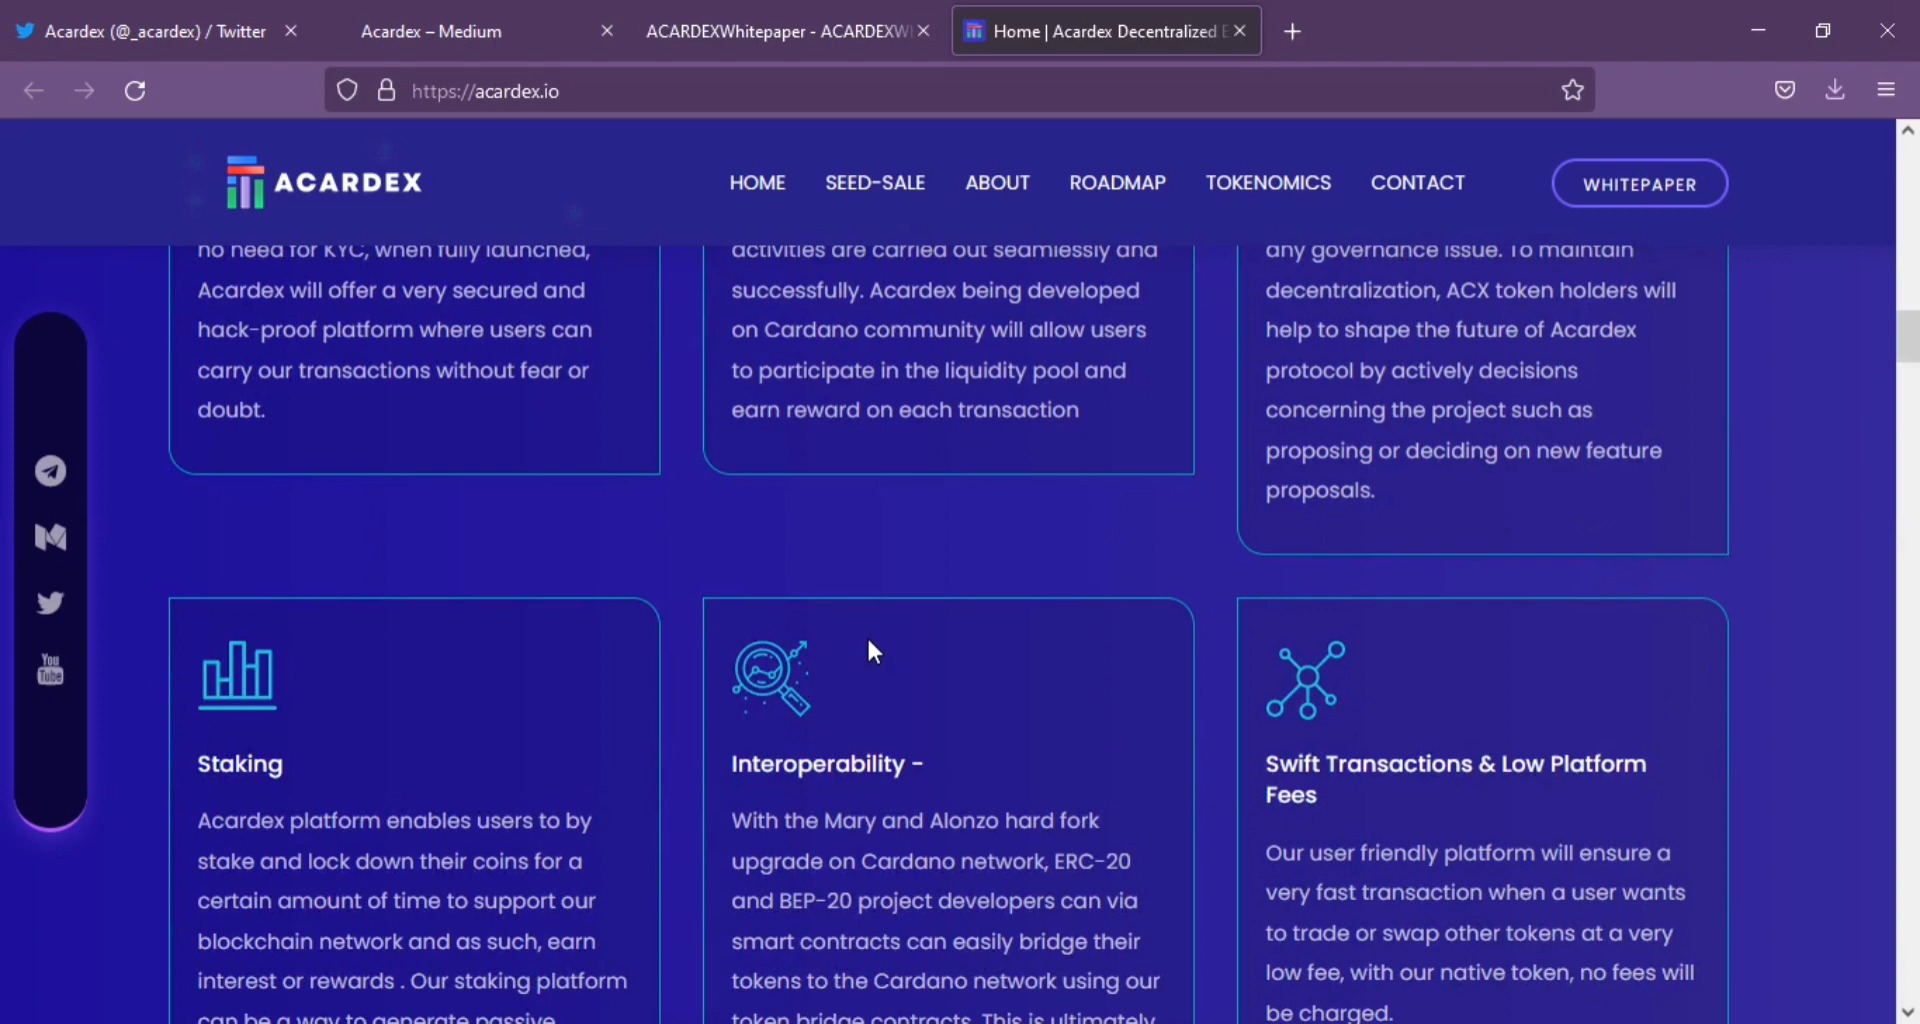 Acardex (@_acardex) / Twitter
Acardex – Medium
ACARDEXWhitepaper - ACARDEXW
Home | Acardex Decentralized E
https://acardex.io
ACARDEX
HOME
SEED-SALE
ABOUT
ROADMAP
TOKENOMICS
CONTACT
WHITEPAPER
no need for KYC, when fully launched,
Acardex will offer a very secured and
hack-proof platform where users can
carry our transactions without fear or
doubt.
activities are carried out seamlessly and
successfully. Acardex being developed
on Cardano community will allow users
to participate in the liquidity pool and
earn reward on each transaction
any governance issue. To maintain
decentralization, ACX token holders will
help to shape the future of Acardex
protocol by actively decisions
concerning the project such as
proposing or deciding on new feature
proposals.
You
Tube
Staking
Acardex platform enables users to by
stake and lock down their coins for a
certain amount of time to support our
blockchain network and as such, earn
interest or rewards . Our staking platform
can be a way to generate passive
Interoperability -
With the Mary and Alonzo hard fork
upgrade on Cardano network, ERC-20
and BEP-20 project developers can via
smart contracts can easily bridge their
tokens to the Cardano network using our
token bridge contracts. This is ultimately
Swift Transactions & Low Platform
Fees
Our user friendly platform will ensure a
very fast transaction when a user wants
to trade or swap other tokens at a very
low fee, with our native token, no fees will
be charged.